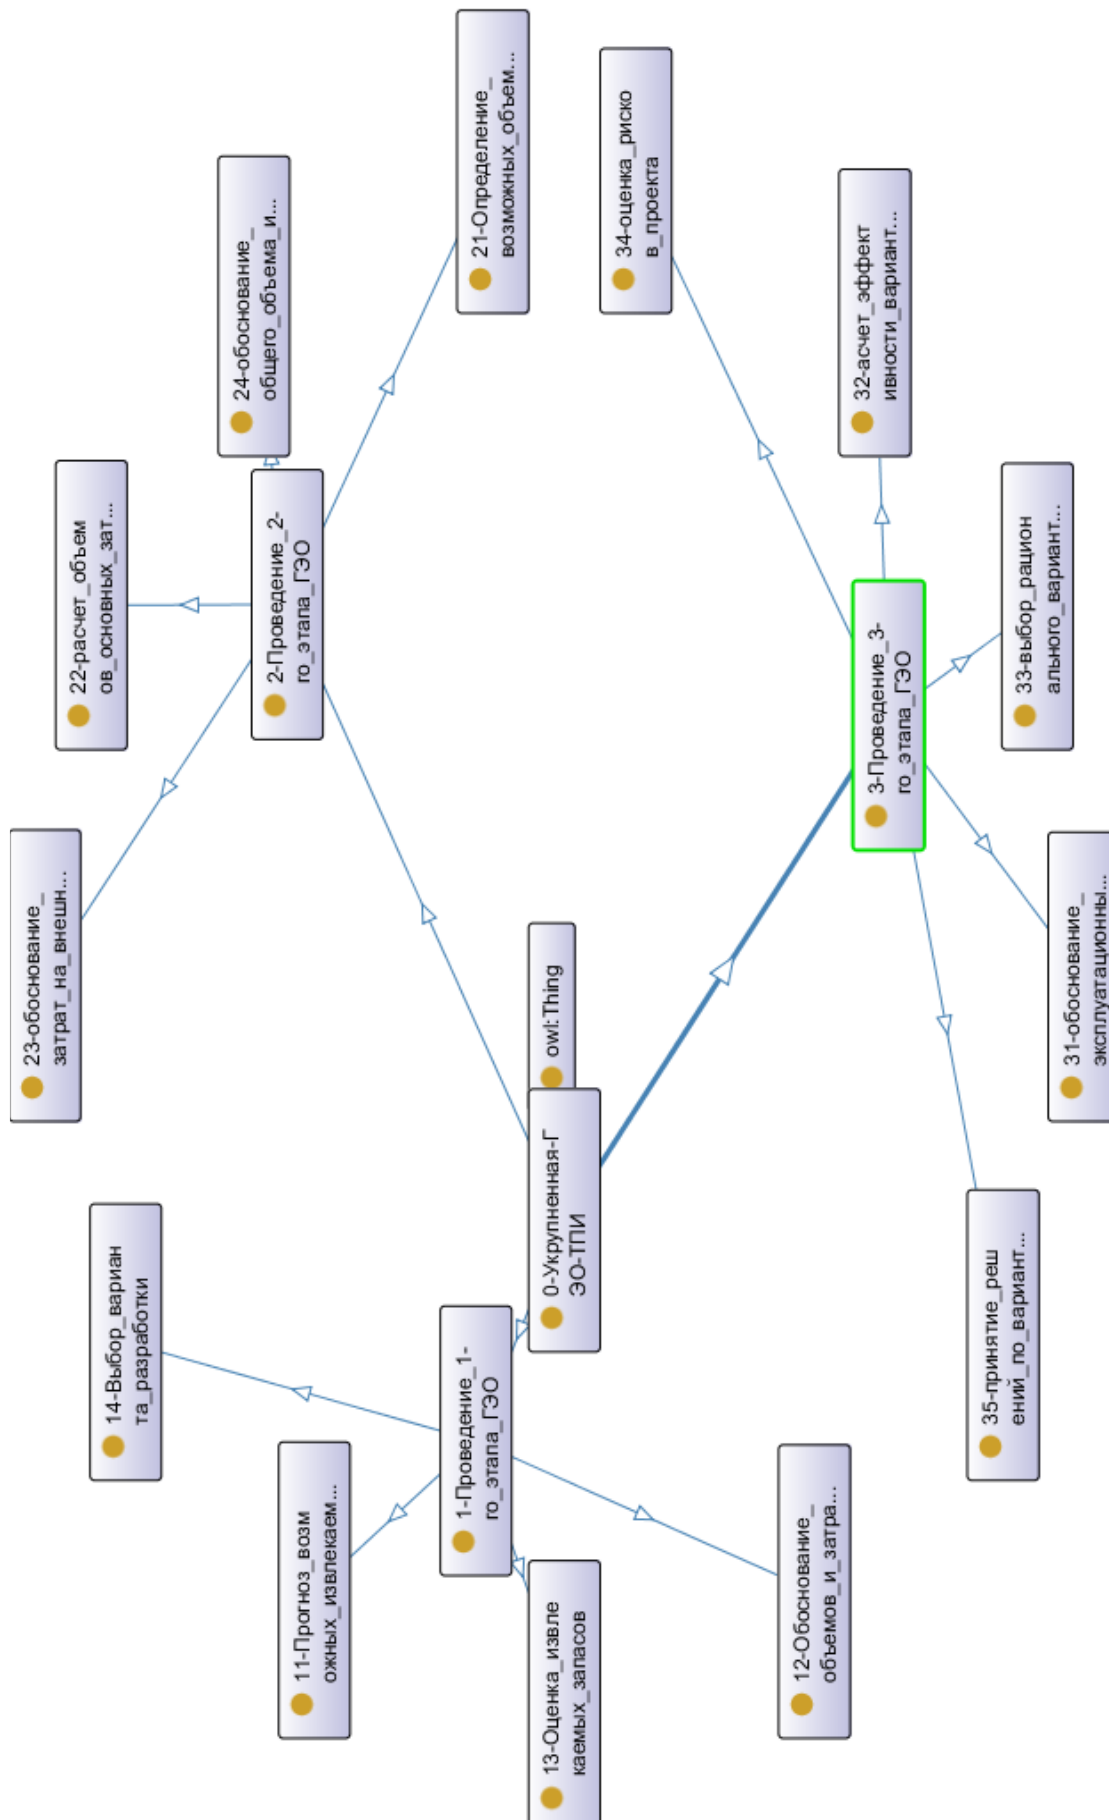 23-обоснование_
затрат_на_внешн...
22-расчет_объем
ов_основных_зат...
24-обоснование_
общего_объема_и...
21-Определение_
возможных_объем...
2-Проведение_2-
го_этапа_ГЭО
14-Выбор_вариан
та_разработки
11-Прогноз_возм
ожных_извлекаем...
1-Проведение_1-
го_этапа_ГЭО
13-Оценка_извле
каемых_запасов
12-Обоснование_
объемов_и_затра...
0-Укрупненная-Г
ЭО-ТПИ
owl:Thing
34-оценка_риско
в_проекта
32-асчет_эффект
ивности_вариант...
3-Проведение_3-
го_этапа_ГЭО
33-выбор_рацион
ального_вариант...
31-обоснование_
эксплуатационны...
35-принятие_реш
ений_по_вариант...